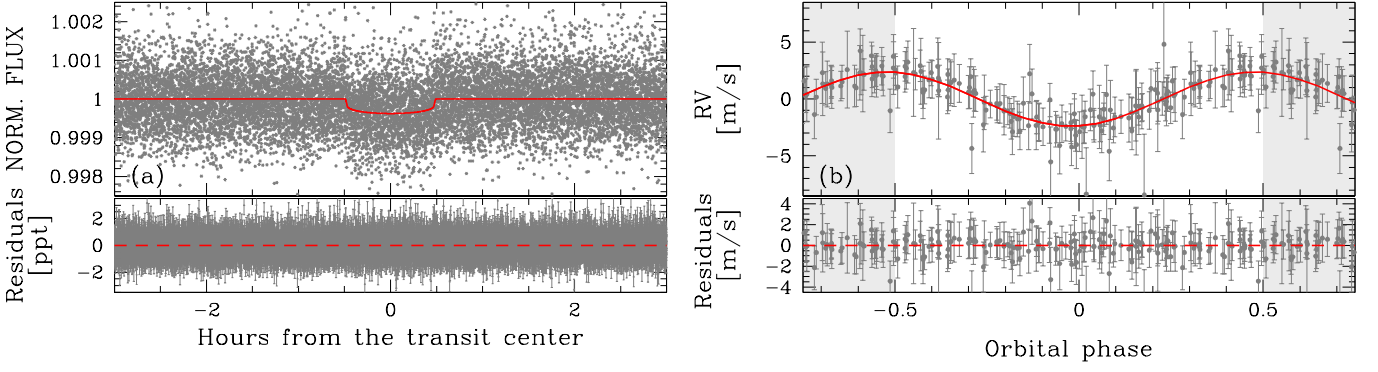 NORM. FLUX
1.002
1.001
1
0.999
0.998
(a)
Residuals
[ppt]
2
0
−2
−2 0 2
Hours from the transit center
RV
[m/s]
5
0
−5
(b)
Residuals
[m/s]
4
2
0
−2
−4
−0.5 0 0.5
Orbital phase